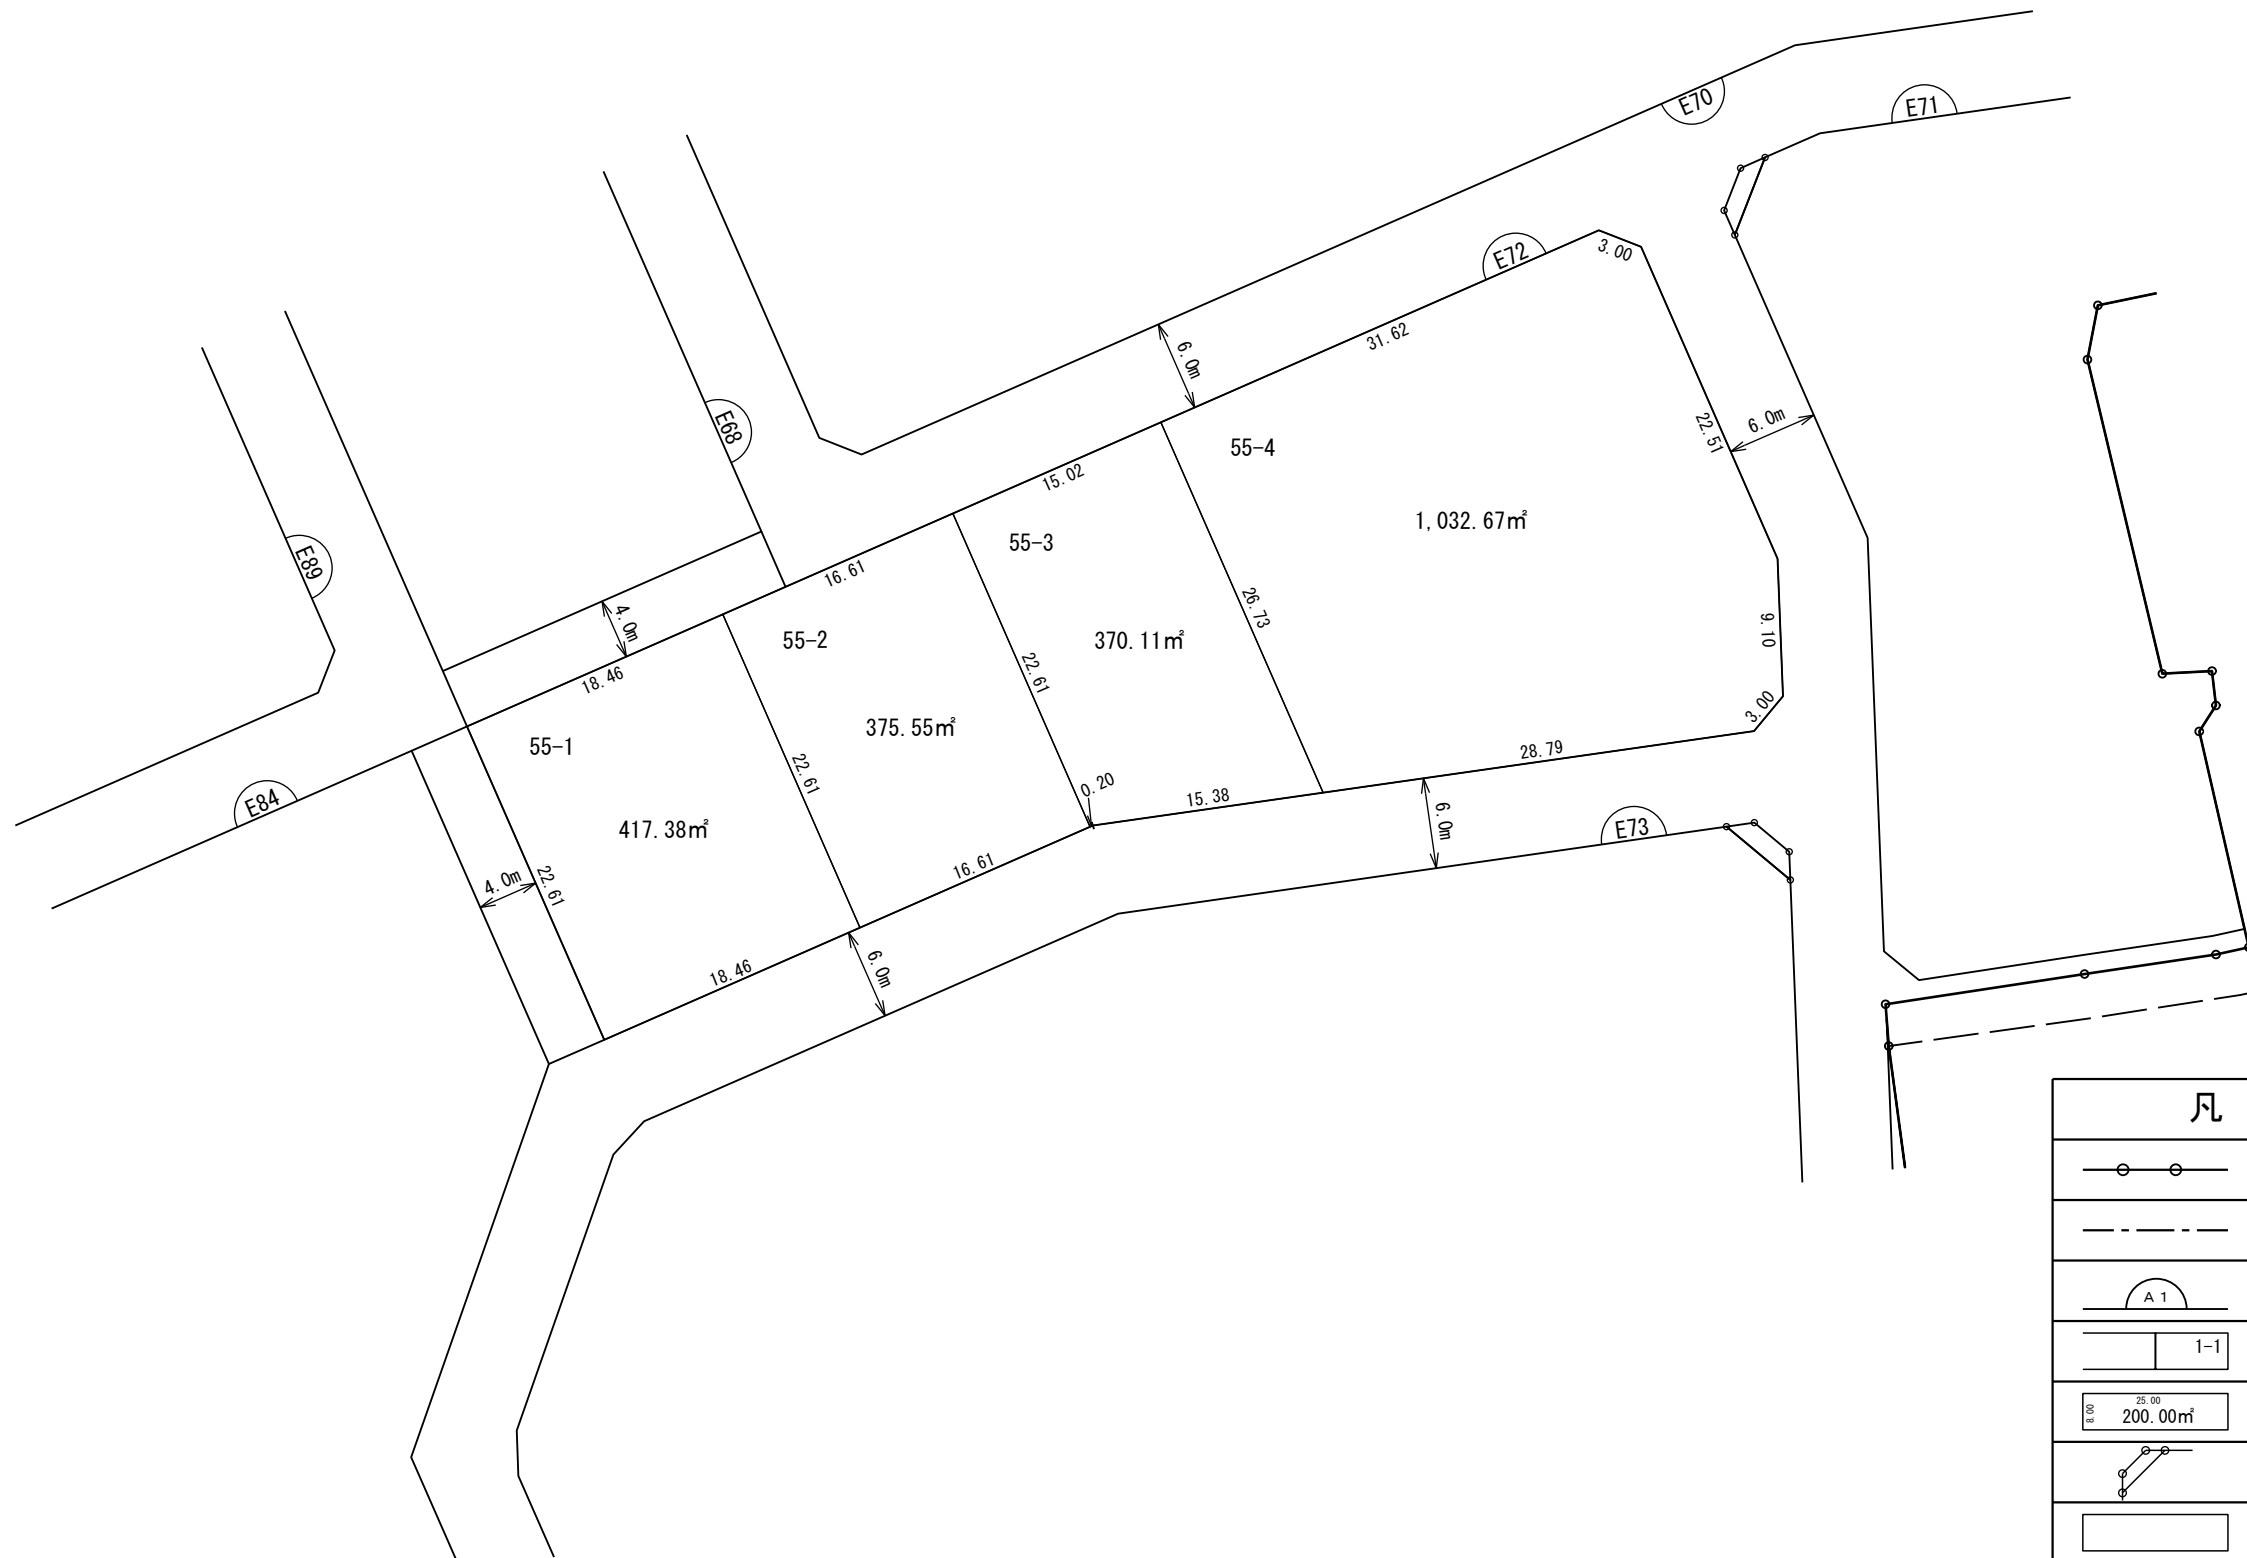 E70
E71
3.00
E72
31.62
6.0m
E68
22.51
6.0m
55-4
15.02
1,032.67㎡
55-3
16.61
E89
26.73
4.0m
55-2
370.11㎡
9.10
22.61
18.46
3.00
375.55㎡
55-1
28.79
22.61
0.20
15.38
E84
417.38㎡
6.0m
E73
16.61
4.0m
22.61
18.46
6.0m
凡
A 1
1-1
25.00
8.00
200.00㎡